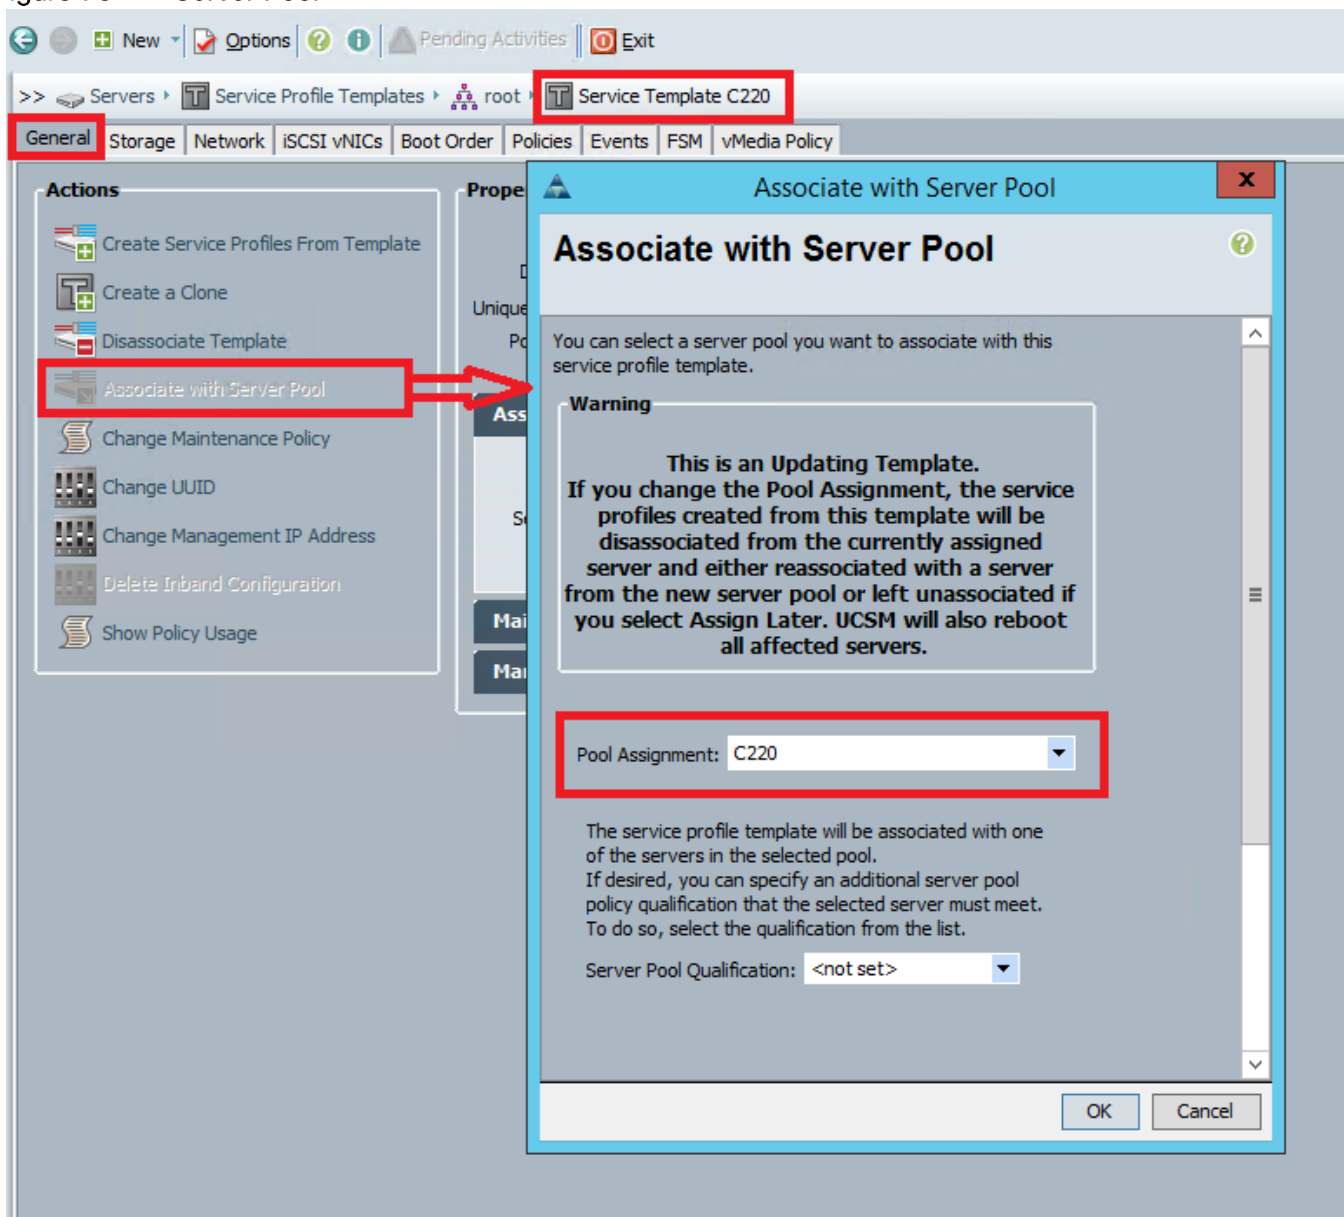 New Options Pending Activities Exit
>> Servers Service Profile Templates root Service Template C220
General Storage Network iSCSI vNICs Boot Order Policies Events FSM vMedia Policy
Actions
Create Service Profiles From Template
Create a Clone
Disassociate Template
Associate with Server Pool
Change Maintenance Policy
Change UUID
Change Management IP Address
Delete Inband Configuration
Show Policy Usage
Associate with Server Pool
Associate with Server Pool
You can select a server pool you want to associate with this
service profile template.
Warning
This is an Updating Template.
If you change the Pool Assignment, the service
profiles created from this template will be
disassociated from the currently assigned
server and either reassociated with a server
from the new server pool or left unassociated if
you select Assign Later. UCSM will also reboot
all affected servers.
Pool Assignment: C220
The service profile template will be associated with one
of the servers in the selected pool.
If desired, you can specify an additional server pool
policy qualification that the selected server must meet.
To do so, select the qualification from the list.
Server Pool Qualification: <not set>
OK Cancel